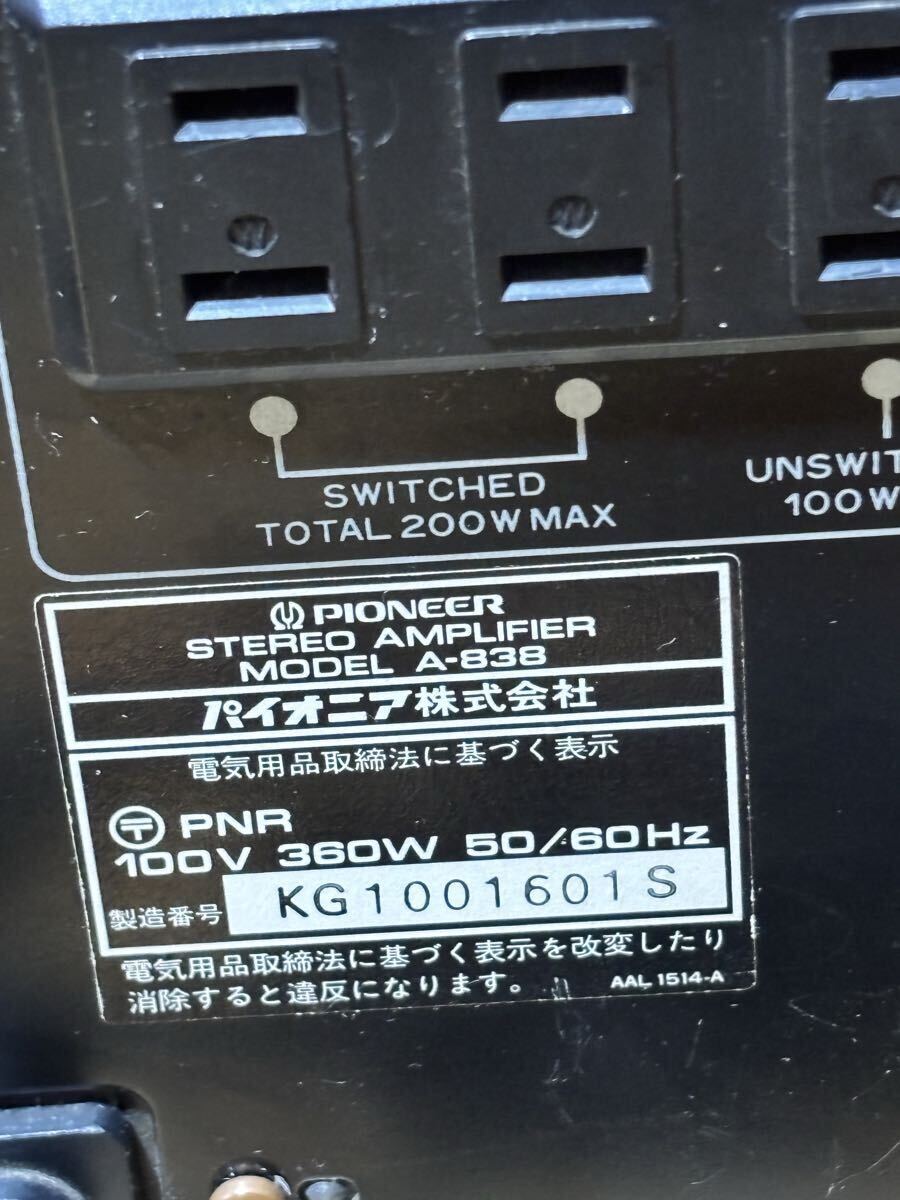 SWITCHED
TOTAL 200W MAX
UNSWIT
100W
PIONEER
STEREO AMPLIFIER
MODEL A-838
パイオニア株式会社
電気用品取締法に基づく表示
〶 PNR
100V 360W 50/60Hz
製造番号 KG1001601S
電気用品取締法に基づく表示を改変したり
消除すると違反になります。
AAL 1514-A